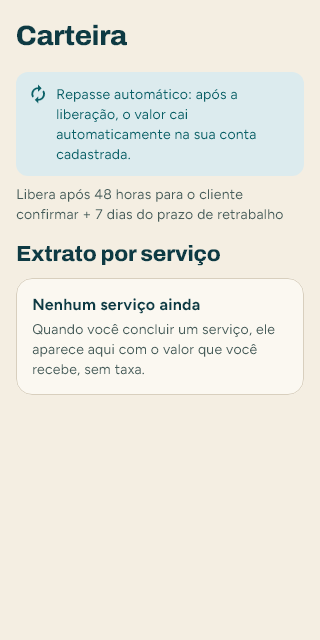 Carteira
Repasse automático: após a
liberação, o valor cai
automaticamente na sua conta
cadastrada.
Libera após 48 horas para o cliente
confirmar + 7 dias do prazo de retrabalho
Extrato por serviço
Nenhum serviço ainda
Quando você concluir um serviço, ele
aparece aqui com o valor que você
recebe, sem taxa.